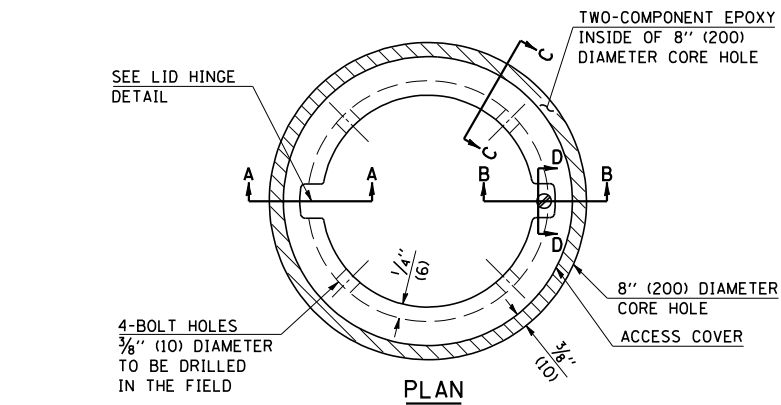 TWO-COMPONENT EPOXY
INSIDE OF 8" (200)
DIAMETER CORE HOLE
SEE LID HINGE
DETAIL
C
C
A
A
B
B
D
D
1/4"
(6)
8" (200) DIAMETER
CORE HOLE
ACCESS COVER
4-BOLT HOLES
3/8" (10) DIAMETER
TO BE DRILLED
IN THE FIELD
3/8"
(10)
PLAN